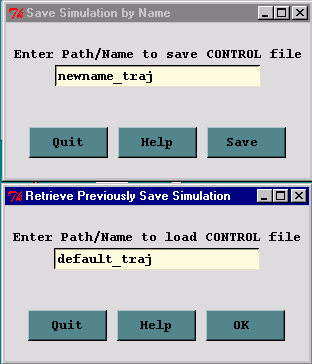 Save Simulation by Name
Enter Path/Name to save CONTROL file
newname_traj
Quit Help Save
Retrieve Previously Save Simulation
Enter Path/Name to load CONTROL file
default_traj
Quit Help OK